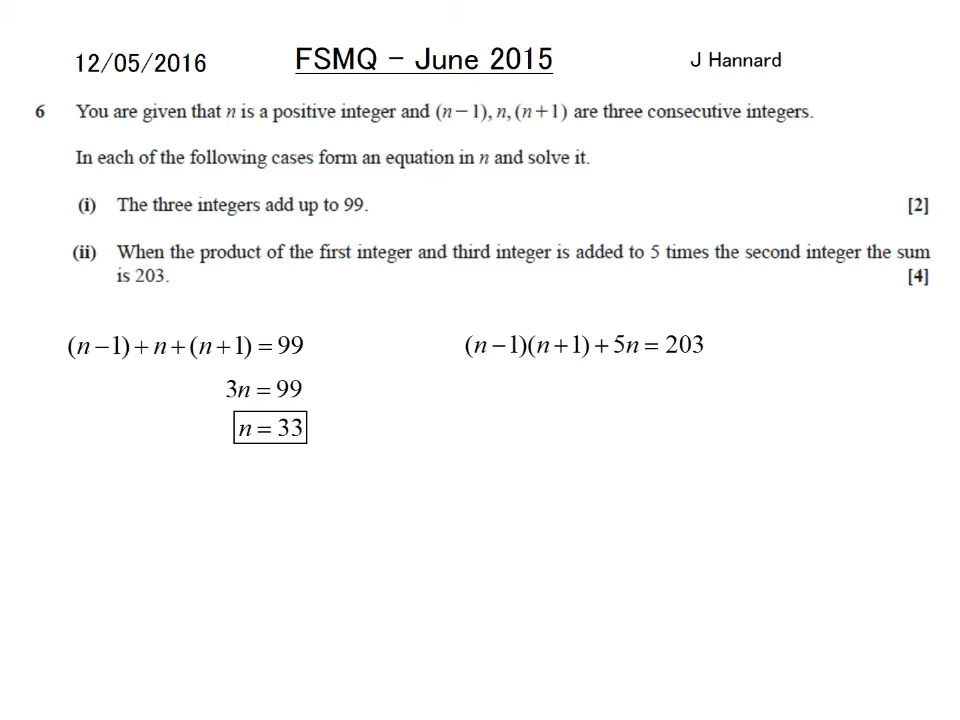 12/05/2016 FSMQ - June 2015 J Hannard
6 You are given that n is a positive integer and (n−1), n, (n+1) are three consecutive integers.
In each of the following cases form an equation in n and solve it.
(i) The three integers add up to 99. [2]
(ii) When the product of the first integer and third integer is added to 5 times the second integer the sum
is 203. [4]
(n−1)+n+(n+1)=99 (n−1)(n+1)+5n=203
3n=99
n=33